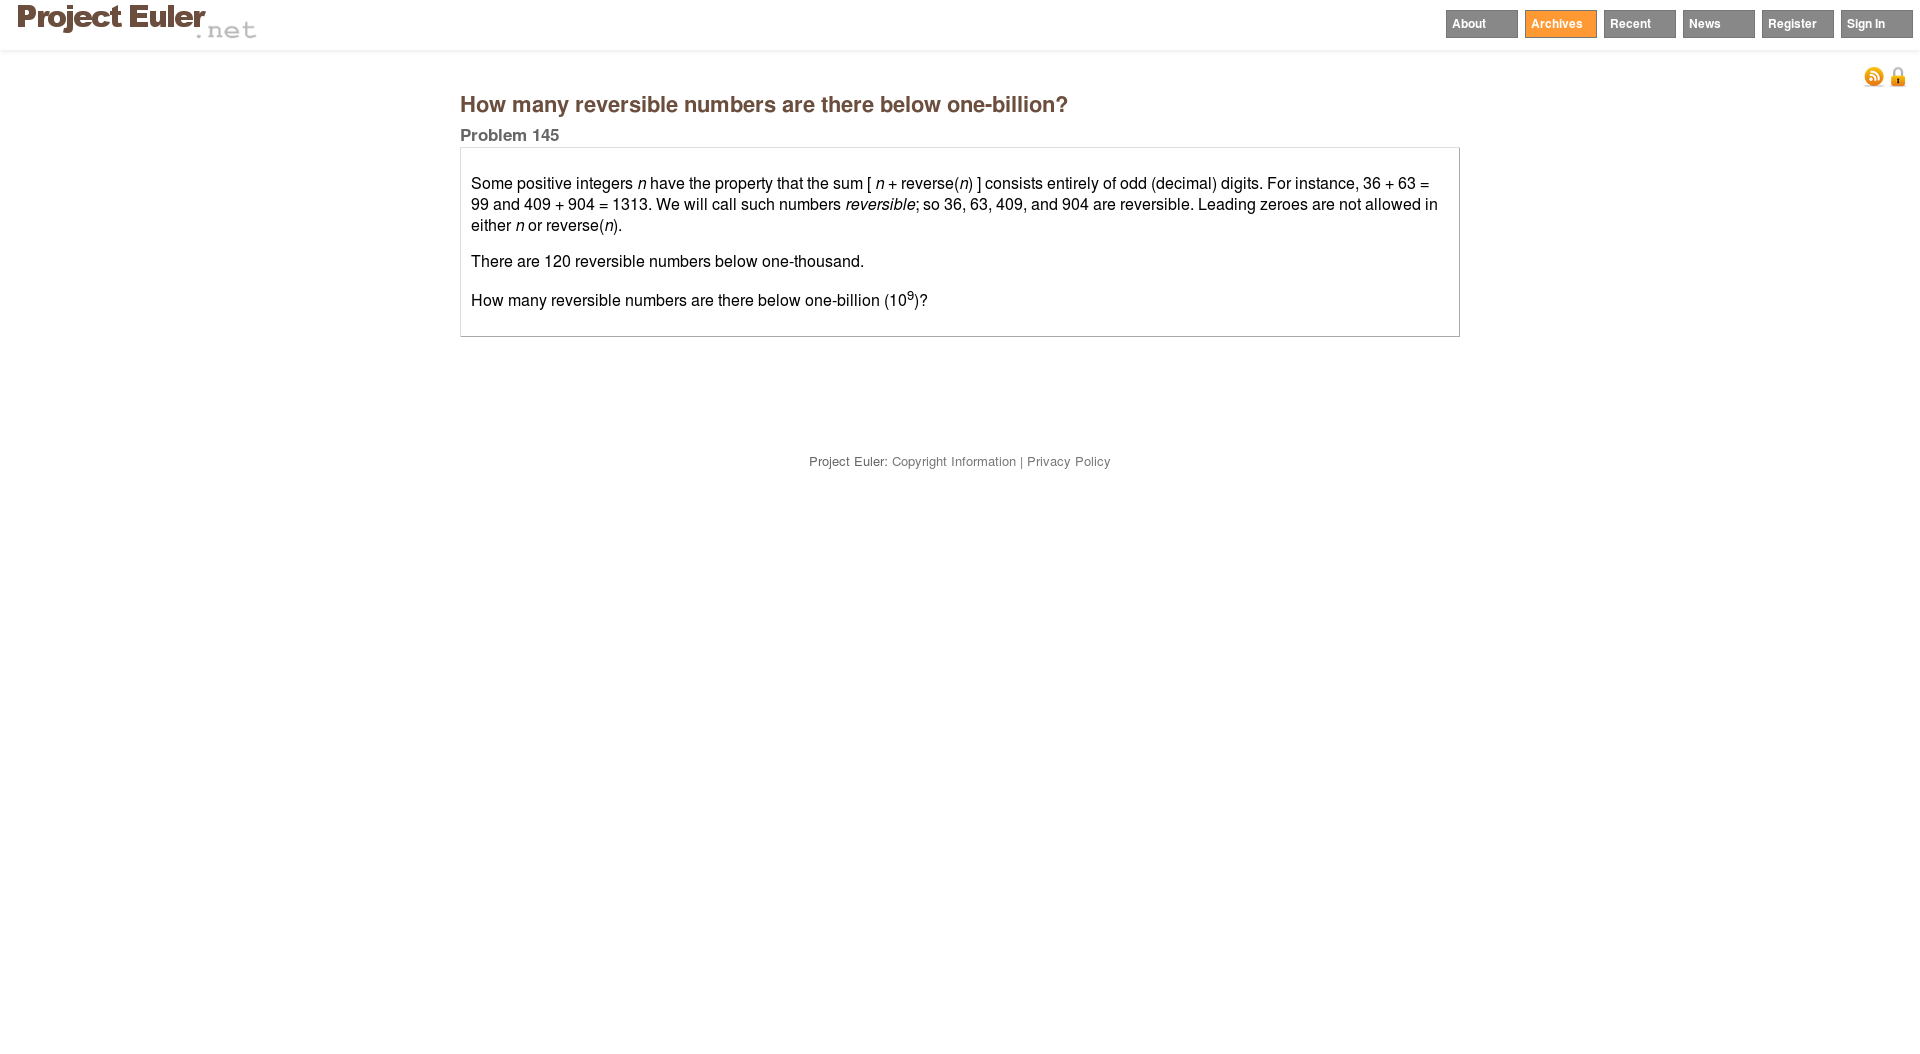 Project Euler.net
About
Archives
Recent
News
Register
Sign In
How many reversible numbers are there below one-billion?
Problem 145
Some positive integers n have the property that the sum [ n + reverse(n) ] consists entirely of odd (decimal) digits. For instance, 36 + 63 =
99 and 409 + 904 = 1313. We will call such numbers reversible; so 36, 63, 409, and 904 are reversible. Leading zeroes are not allowed in
either n or reverse(n).
There are 120 reversible numbers below one-thousand.
How many reversible numbers are there below one-billion (10⁹)?
Project Euler: Copyright Information | Privacy Policy